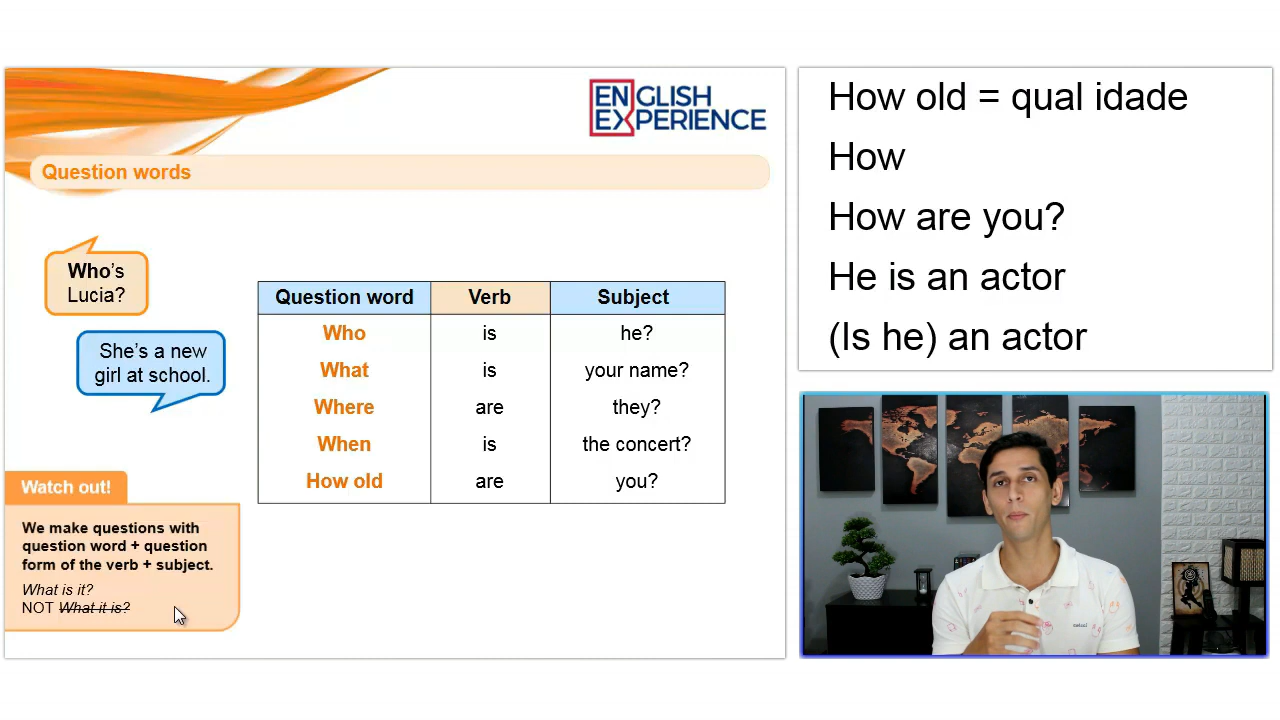 ENGLISH
EXPERIENCE
Question words
Who's
Lucia?
She's a new
girl at school.
Question word Verb Subject
Who is he?
What is your name?
Where are they?
When is the concert?
How old are you?
Watch out!
We make questions with
question word + question
form of the verb + subject.
What is it?
NOT What it is?
How old = qual idade
How
How are you?
He is an actor
(Is he) an actor